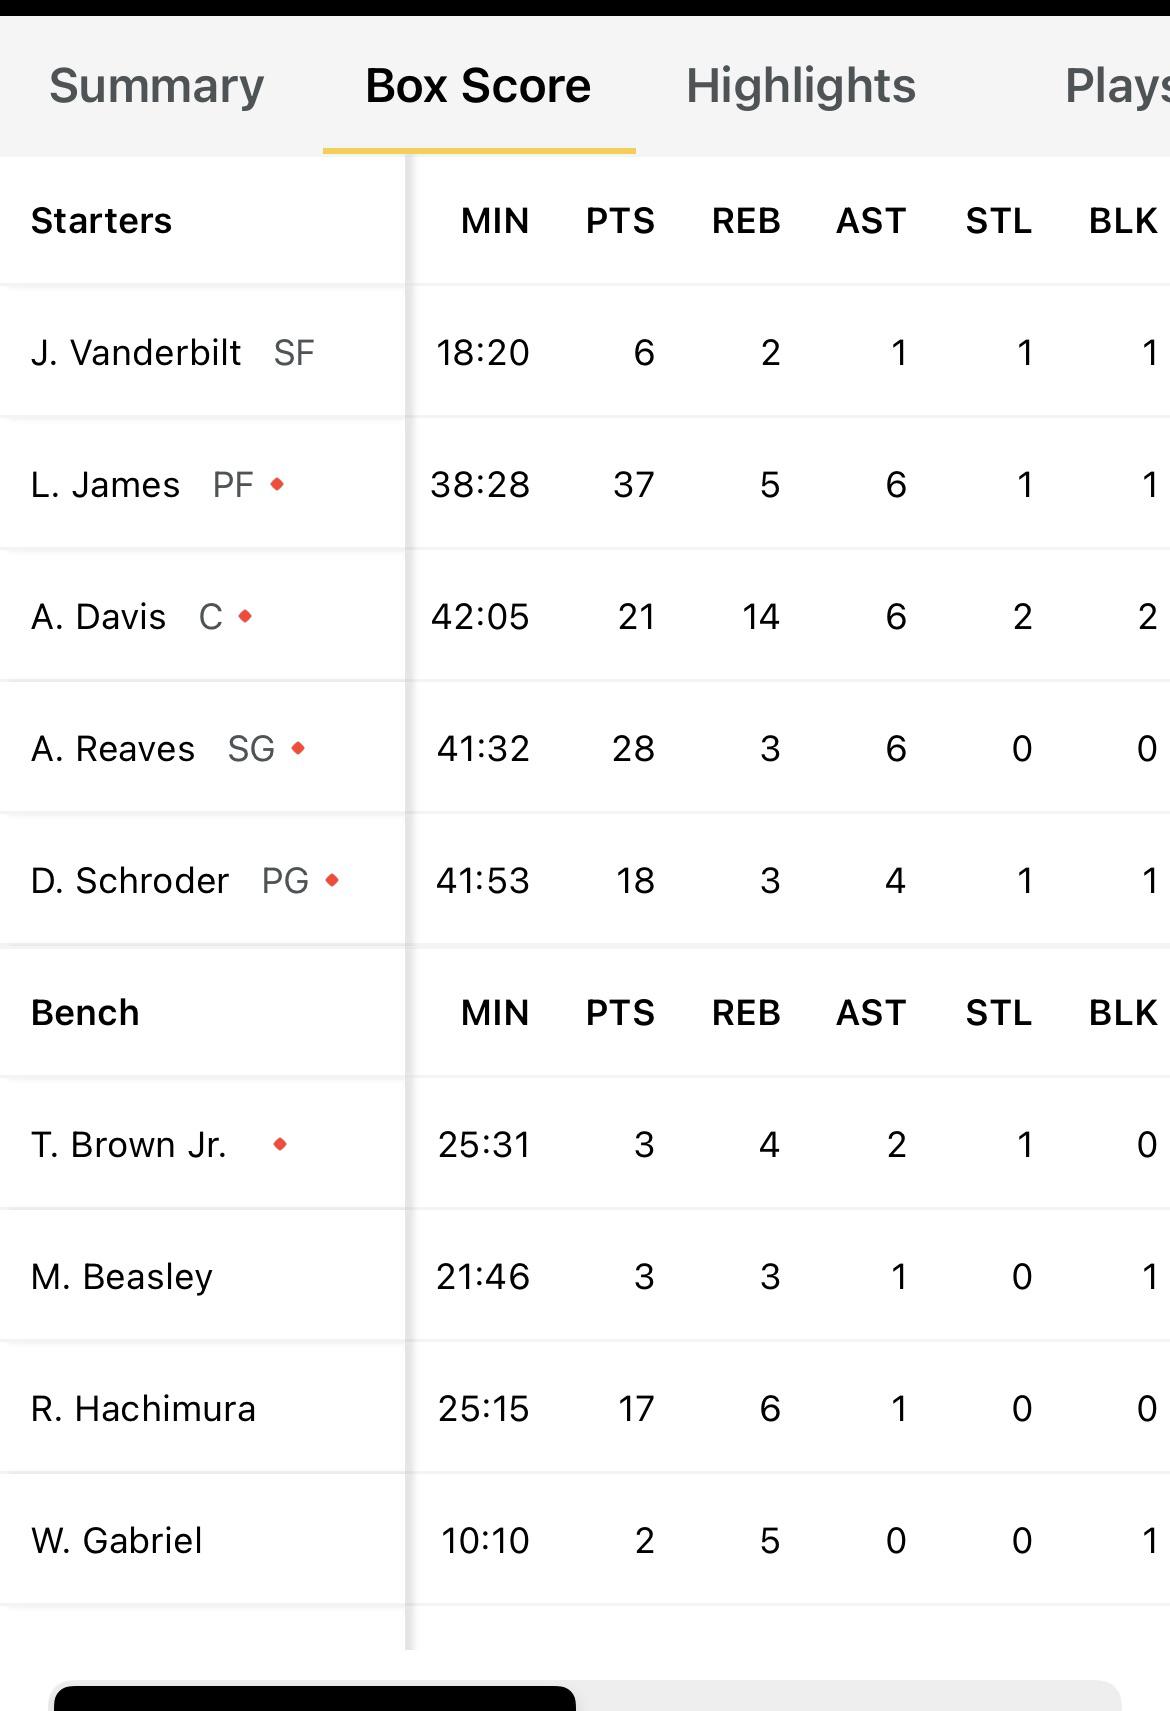 Summary Box Score Highlights Plays
Starters MIN PTS REB AST STL BLK
J. Vanderbilt SF 18:20 6 2 1 1 1
L. James PF 38:28 37 5 6 1 1
A. Davis C 42:05 21 14 6 2 2
A. Reaves SG 41:32 28 3 6 0 0
D. Schroder PG 41:53 18 3 4 1 1
Bench MIN PTS REB AST STL BLK
T. Brown Jr. 25:31 3 4 2 1 0
M. Beasley 21:46 3 3 1 0 1
R. Hachimura 25:15 17 6 1 0 0
W. Gabriel 10:10 2 5 0 0 1